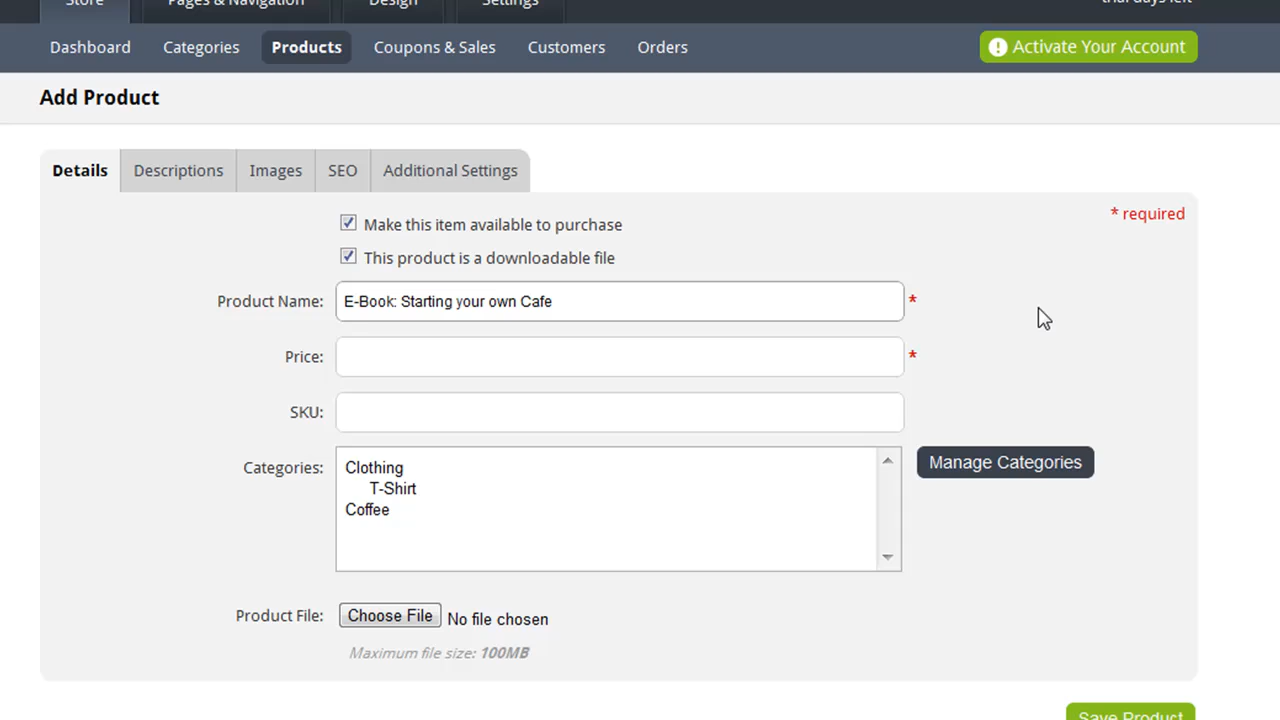 Store Pages & Navigation Design Settings trial days left
Dashboard Categories Products Coupons & Sales Customers Orders ! Activate Your Account
Add Product
Details Descriptions Images SEO Additional Settings
* required
Make this item available to purchase
This product is a downloadable file
Product Name: E-Book: Starting your own Cafe *
Price: *
SKU:
Categories: Clothing Manage Categories
T-Shirt
Coffee
Product File: Choose File No file chosen
Maximum file size: 100MB
Save Product